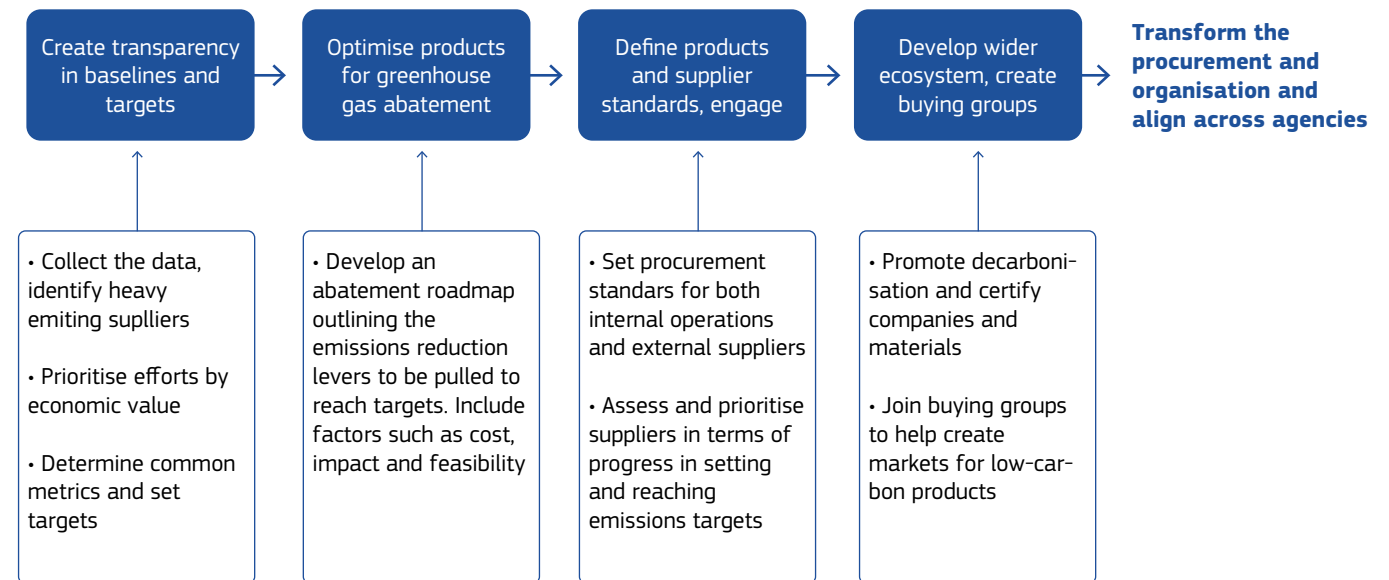 Create transparency
in baselines and
targets
Optimise products
for greenhouse
gas abatement
Define products
and supplier
standards, engage
Develop wider
ecosystem, create
buying groups
Transform the
procurement and
organisation and
align across agencies
• Collect the data,
identify heavy
emiting suplliers
• Prioritise efforts by
economic value
• Determine common
metrics and set
targets
• Develop an
abatement roadmap
outlining the
emissions reduction
levers to be pulled to
reach targets. Include
factors such as cost,
impact and feasibility
• Set procurement
standars for both
internal operations
and external suppliers
• Assess and prioritise
suppliers in terms of
progress in setting
and reaching
emissions targets
• Promote decarboni-
sation and certify
companies and
materials
• Join buying groups
to help create
markets for low-car-
bon products